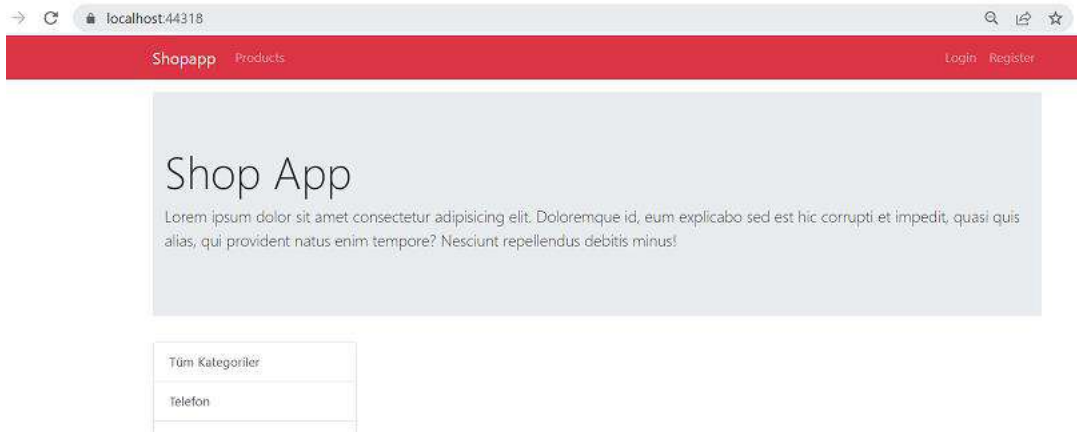 localhost:44318
Shopapp Products Login Register
Shop App
Lorem ipsum dolor sit amet consectetur adipisicing elit. Doloremque id, eum explicabo sed est hic corrupti et impedit, quasi quis
alias, qui provident natus enim tempore? Nesciunt repellendus debitis minus!
Tüm Kategoriler
Telefon